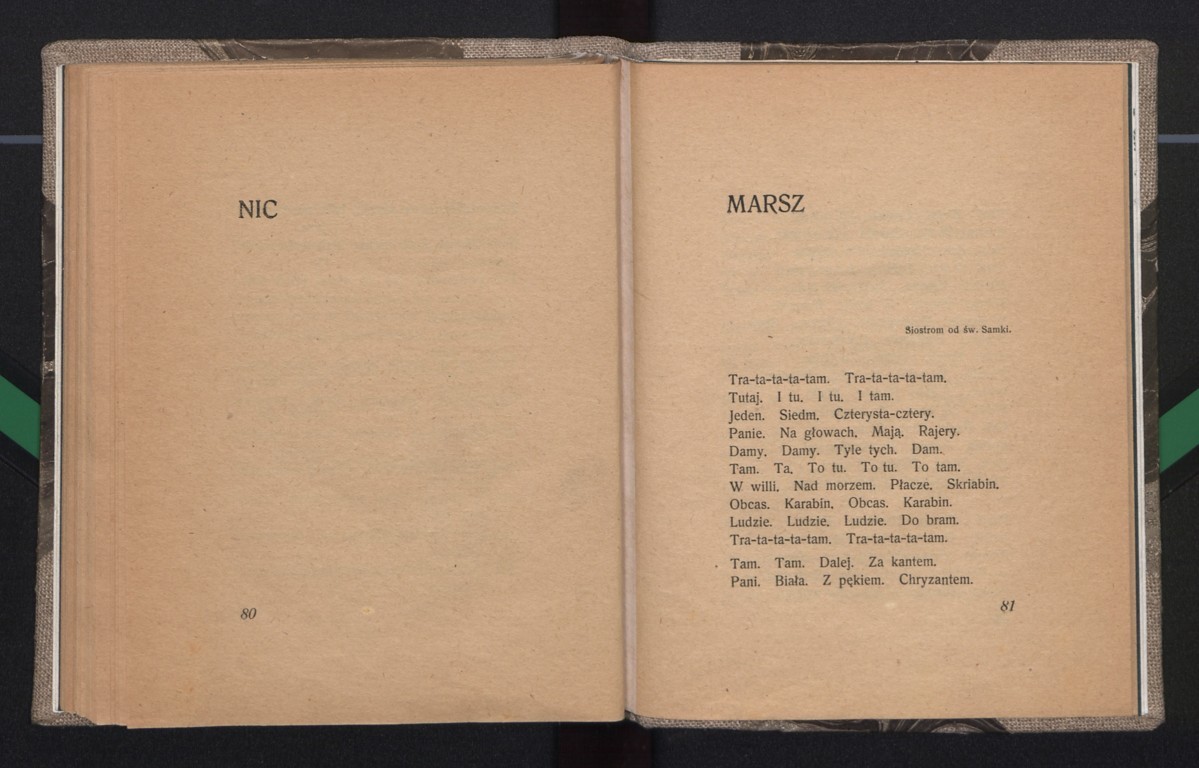 NIC
80
MARSZ
Siostrom od św. Samki.
Tra-ta-ta-ta-tam. Tra-ta-ta-ta-tam.
Tutaj. I tu. I tu. I tam.
Jeden. Siedm. Czterysta-cztery.
Panie. Na głowach. Mają. Rajery.
Damy. Damy. Tyle tych. Dam.
Tam. Ta. To tu. To tu. To tam.
W willi. Nad morzem. Płacze. Skriabin.
Obcas. Karabin. Obcas. Karabin.
Ludzie. Ludzie. Ludzie. Do bram.
Tra-ta-ta-ta-tam. Tra-ta-ta-ta-tam.
Tam. Tam. Dalej. Za kantem.
Pani. Biała. Z pękiem. Chryzantem.
81